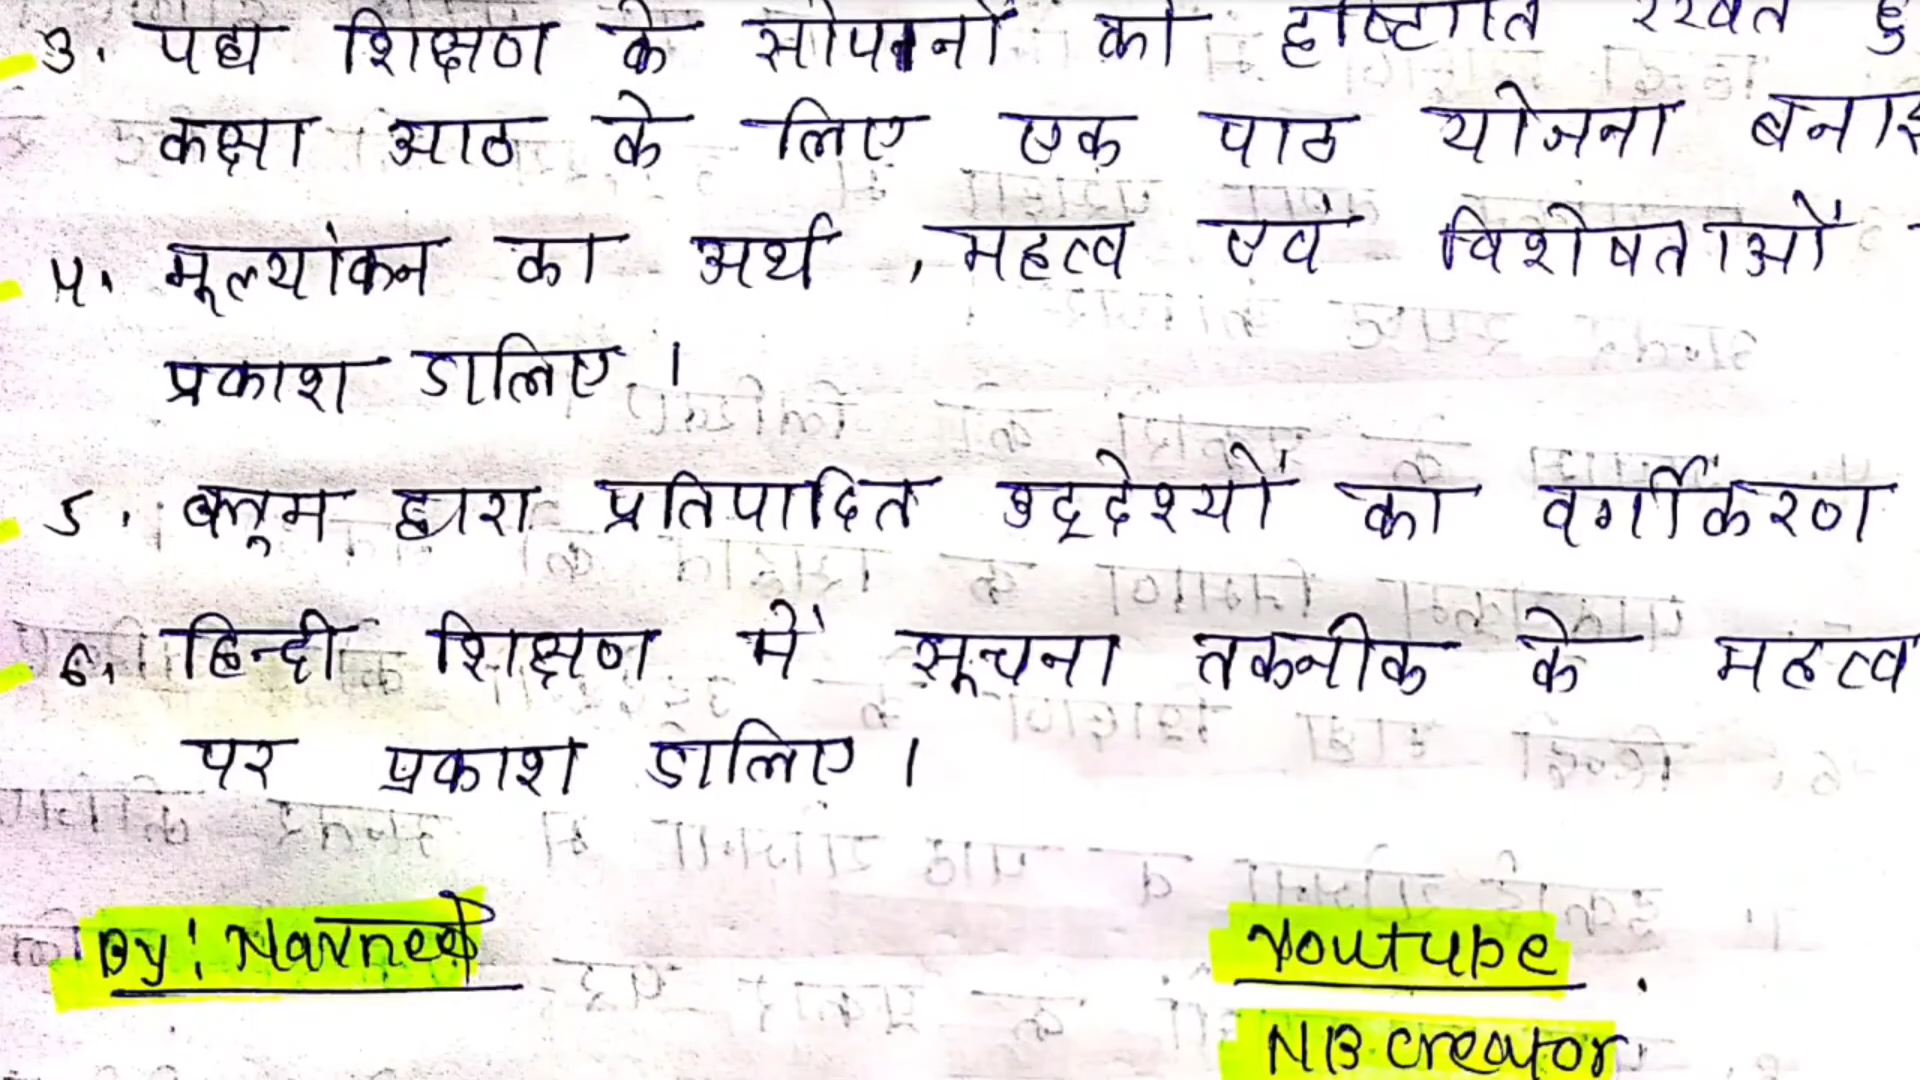 3. पद्य शिक्षण के सोपानों को दृष्टिगत रखते हु
कक्षा आठ के लिए एक पाठ योजना बनाइ
4. मूल्यांकन का अर्थ , महत्व एवं विशेषताओं
प्रकाश डालिए ।
5. ब्लूम द्वारा प्रतिपादित उद्देश्यों का वर्गीकरण
6. हिन्दी शिक्षण में सूचना तकनीक के महत्व
पर प्रकाश डालिए ।
By! Navneet
Youtube
NB creator